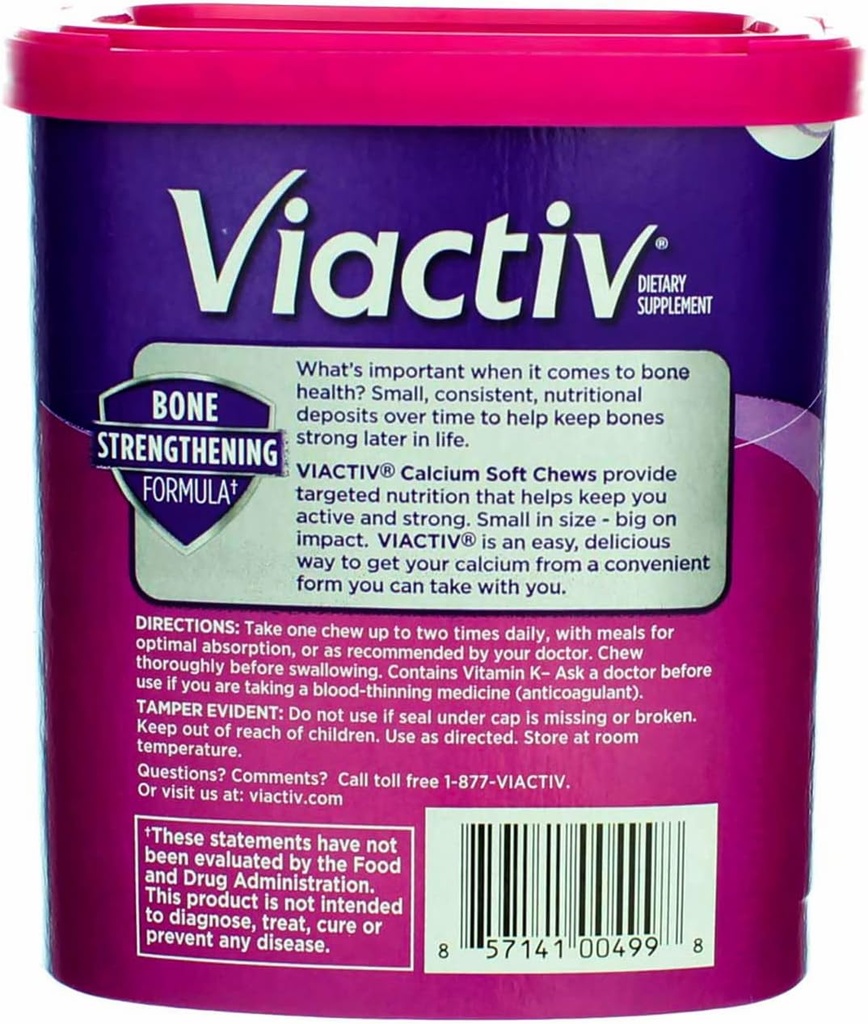 Viactiv®
DIETARY
SUPPLEMENT
BONE
STRENGTHENING
FORMULA†
What's important when it comes to bone
health? Small, consistent, nutritional
deposits over time to help keep bones
strong later in life.
VIACTIV® Calcium Soft Chews provide
targeted nutrition that helps keep you
active and strong. Small in size - big on
impact. VIACTIV® is an easy, delicious
way to get your calcium from a convenient
form you can take with you.
DIRECTIONS: Take one chew up to two times daily, with meals for
optimal absorption, or as recommended by your doctor. Chew
thoroughly before swallowing. Contains Vitamin K– Ask a doctor before
use if you are taking a blood-thinning medicine (anticoagulant).
TAMPER EVIDENT: Do not use if seal under cap is missing or broken.
Keep out of reach of children. Use as directed. Store at room
temperature.
Questions? Comments? Call toll free 1-877-VIACTIV.
Or visit us at: viactiv.com
†These statements have not
been evaluated by the Food
and Drug Administration.
This product is not intended
to diagnose, treat, cure or
prevent any disease.
8 57141 00499 8